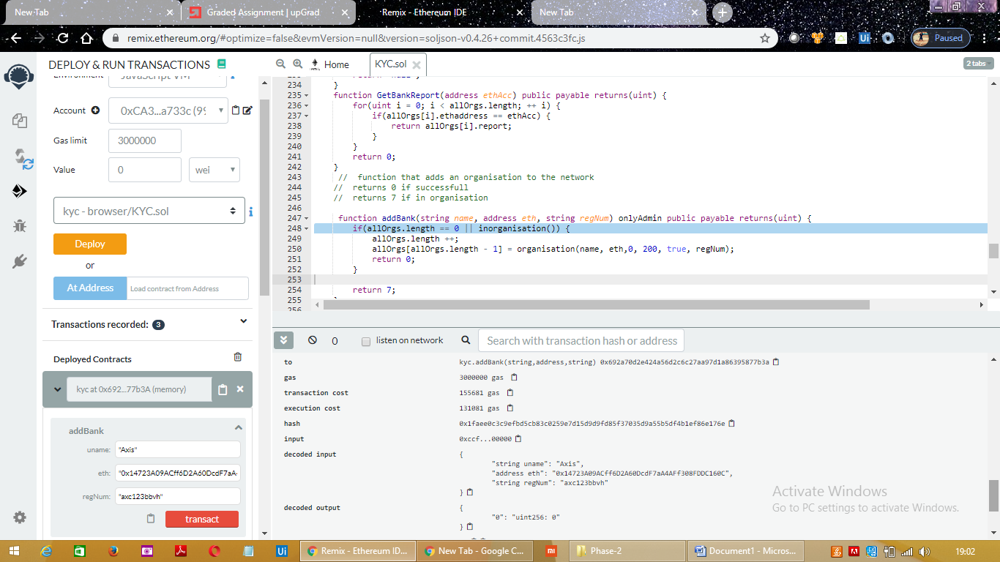 New Tab
Graded Assignment | upGrad
Remix - Ethereum IDE
New Tab
remix.ethereum.org/#optimize=false&evmVersion=null&version=soljson-v0.4.26+commit.4563c3fc.js
Ui
Paused
DEPLOY & RUN TRANSACTIONS
Home
KYC.sol
2 tabs
Environment
JavaScript VM
Account
0xCA3...a733c (99
Gas limit
3000000
Value
0
wei
kyc - browser/KYC.sol
Deploy
or
At Address
Load contract from Address
Transactions recorded: 3
Deployed Contracts
kyc at 0x692...77b3A (memory)
addBank
uname: "Axis"
eth: "0x14723A09ACff6D2A60DcdF7aA4
regNum: "axc123bbvh"
transact
234 }
235 function GetBankReport(address ethAcc) public payable returns(uint) {
236 for(uint i = 0; i < allOrgs.length; ++ i) {
237 if(allOrgs[i].ethaddress == ethAcc) {
238 return allOrgs[i].report;
239 }
240 }
241 return 0;
242 }
243 // function that adds an organisation to the network
244 // returns 0 if successfull
245 // returns 7 if in organisation
246
247 function addBank(string name, address eth, string regNum) onlyAdmin public payable returns(uint) {
248 if(allOrgs.length == 0 || inorganisation()) {
249 allOrgs.length ++;
250 allOrgs[allOrgs.length - 1] = organisation(name, eth,0, 200, true, regNum);
251 return 0;
252 }
253
254 return 7;
255
256
0
listen on network
Search with transaction hash or address
to kyc.addBank(string,address,string) 0x692a70d2e424a56d2c6c27aa97d1a86395877b3a
gas 3000000 gas
transaction cost 155681 gas
execution cost 131081 gas
hash 0x1faee0c3c9efbd5cb83c0259e7d15d9d9fd85f37035d9a55b5df4b1ef86e176e
input 0xccf...00000
decoded input {
"string uname": "Axis",
"address eth": "0x14723A09ACff6D2A60DcdF7aA4AFf308FDDC160C",
"string regNum": "axc123bbvh"
}
decoded output {
"0": "uint256: 0"
}
Activate Windows
Go to PC settings to activate Windows.
Ui
Remix - Ethereum ID...
New Tab - Google C...
mi
Phase-2
Document1 - Micros...
19:02